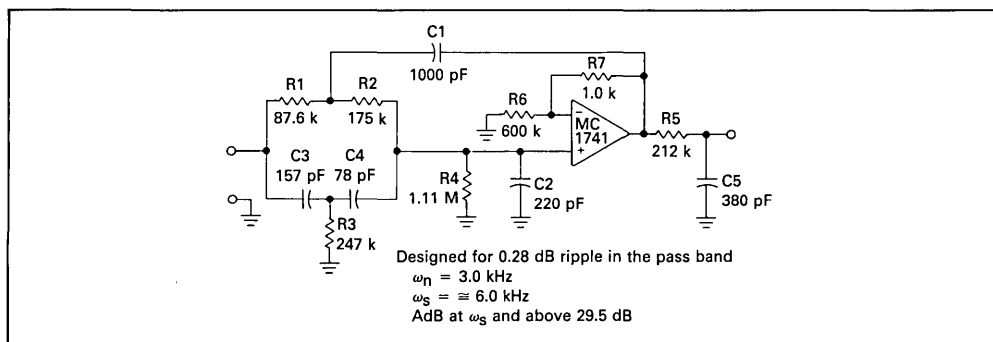 C1
1000 pF
R1
87.6 k
R2
175 k
R7
1.0 k
R6
600 k
MC
1741
R5
212 k
C3
157 pF
C4
78 pF
R4
1.11 M
C2
220 pF
C5
380 pF
R3
247 k
Designed for 0.28 dB ripple in the pass band
ωn = 3.0 kHz
ωs = ≅ 6.0 kHz
AdB at ωs and above 29.5 dB